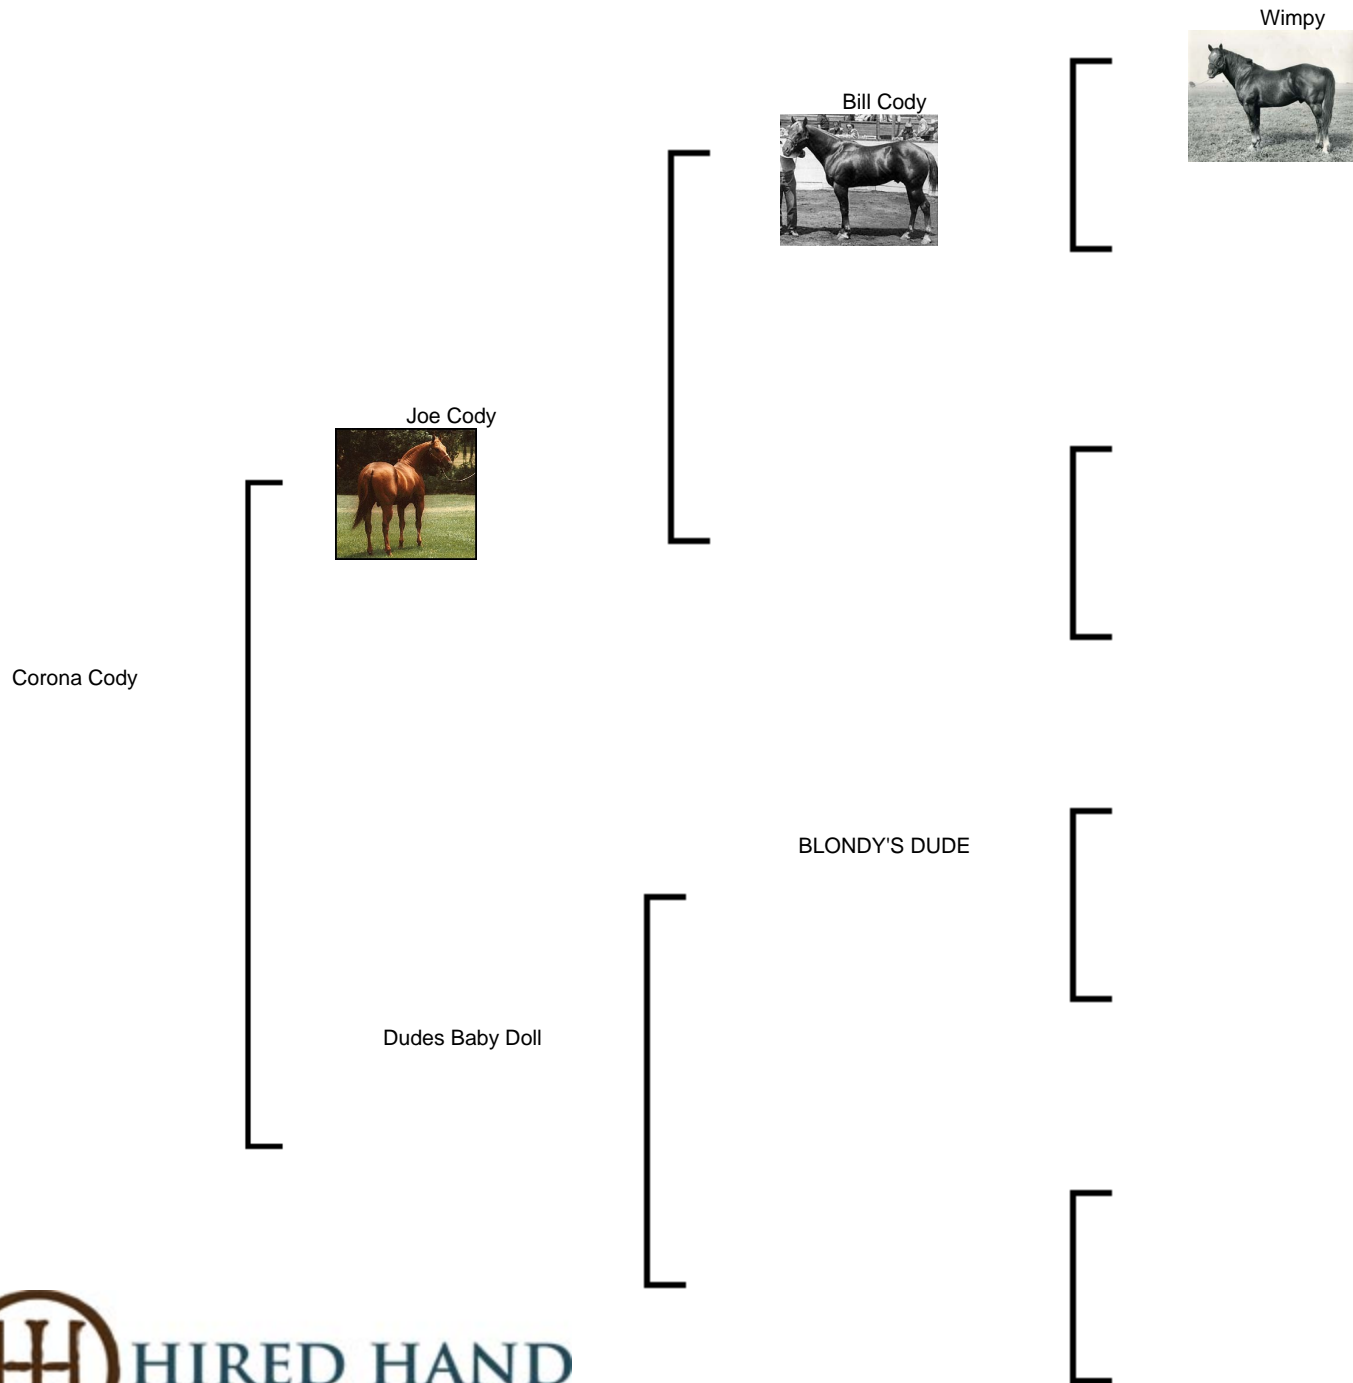 Wimpy
Bill Cody
Joe Cody
Corona Cody
BLONDY'S DUDE
Dudes Baby Doll
HIRED HAND